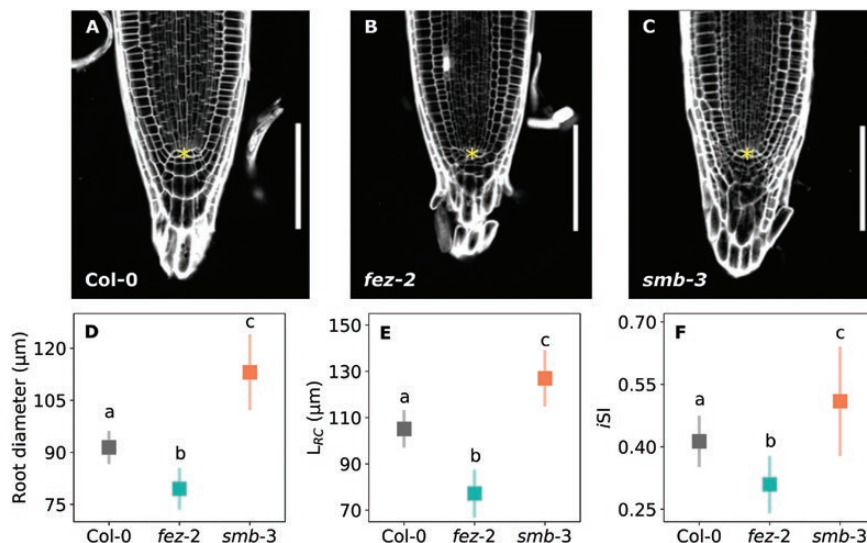 A
B
C
*
*
*
Col-0
fez-2
smb-3
D
Root diameter (µm)
120
105
90
75
a
b
c
Col-0
fez-2
smb-3
E
L_RC (µm)
150
130
110
90
70
a
b
c
Col-0
fez-2
smb-3
F
iSI
0.70
0.55
0.40
0.25
a
b
c
Col-0
fez-2
smb-3